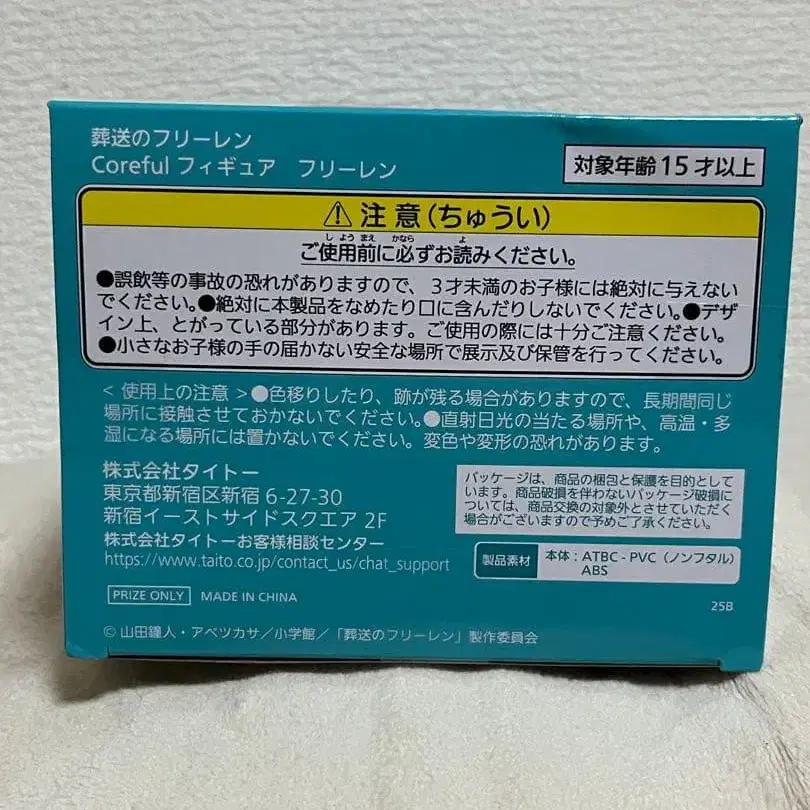 葬送のフリーレン
Coreful フィギュア　フリーレン
対象年齢15才以上
⚠注意(ちゅうい)
しようまえ かなら よ
ご使用前に必ずお読みください。
●誤飲等の事故の恐れがありますので、3才未満のお子様には絶対に与えない
でください。●絶対に本製品をなめたり口に含んだりしないでください。●デザ
イン上、とがっている部分があります。ご使用の際には十分ご注意ください。
●小さなお子様の手の届かない安全な場所で展示及び保管を行ってください。
< 使用上の注意 >●色移りしたり、跡が残る場合がありますので、長期間同じ
場所に接触させておかないでください。●直射日光の当たる場所や、高温・多
湿になる場所には置かないでください。変色や変形の恐れがあります。
株式会社タイトー
東京都新宿区新宿 6-27-30
新宿イーストサイドスクエア 2F
株式会社タイトーお客様相談センター
https://www.taito.co.jp/contact_us/chat_support
パッケージは、商品の梱包と保護を目的としてい
ます。商品破損を伴わないパッケージ破損に
ついては、商品交換の対象外とさせていただく
場合がございますので予めご了承ください。
製品素材
本体：ATBC-PVC（ノンフタル）
ABS
PRIZE ONLY
MADE IN CHINA
25B
© 山田鐘人・アベツカサ／小学館／「葬送のフリーレン」製作委員会